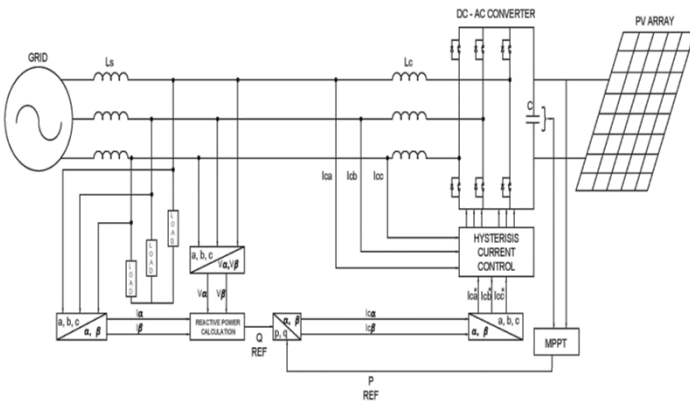 DC - AC CONVERTER
PV ARRAY
GRID
Ls
Lc
C
Ica
Icb
Icc
LOAD
LOAD
LOAD
a, b, c
Vα,Vβ
HYSTERISIS
CURRENT
CONTROL
Vα
Vβ
Ica*
Icb*
Icc*
a, b, c
α, β
Iα
Iβ
REACTIVE POWER
CALCULATION
Q
REF
α, β
p, q
Icα
Icβ
a, b, c
α, β
MPPT
P
REF